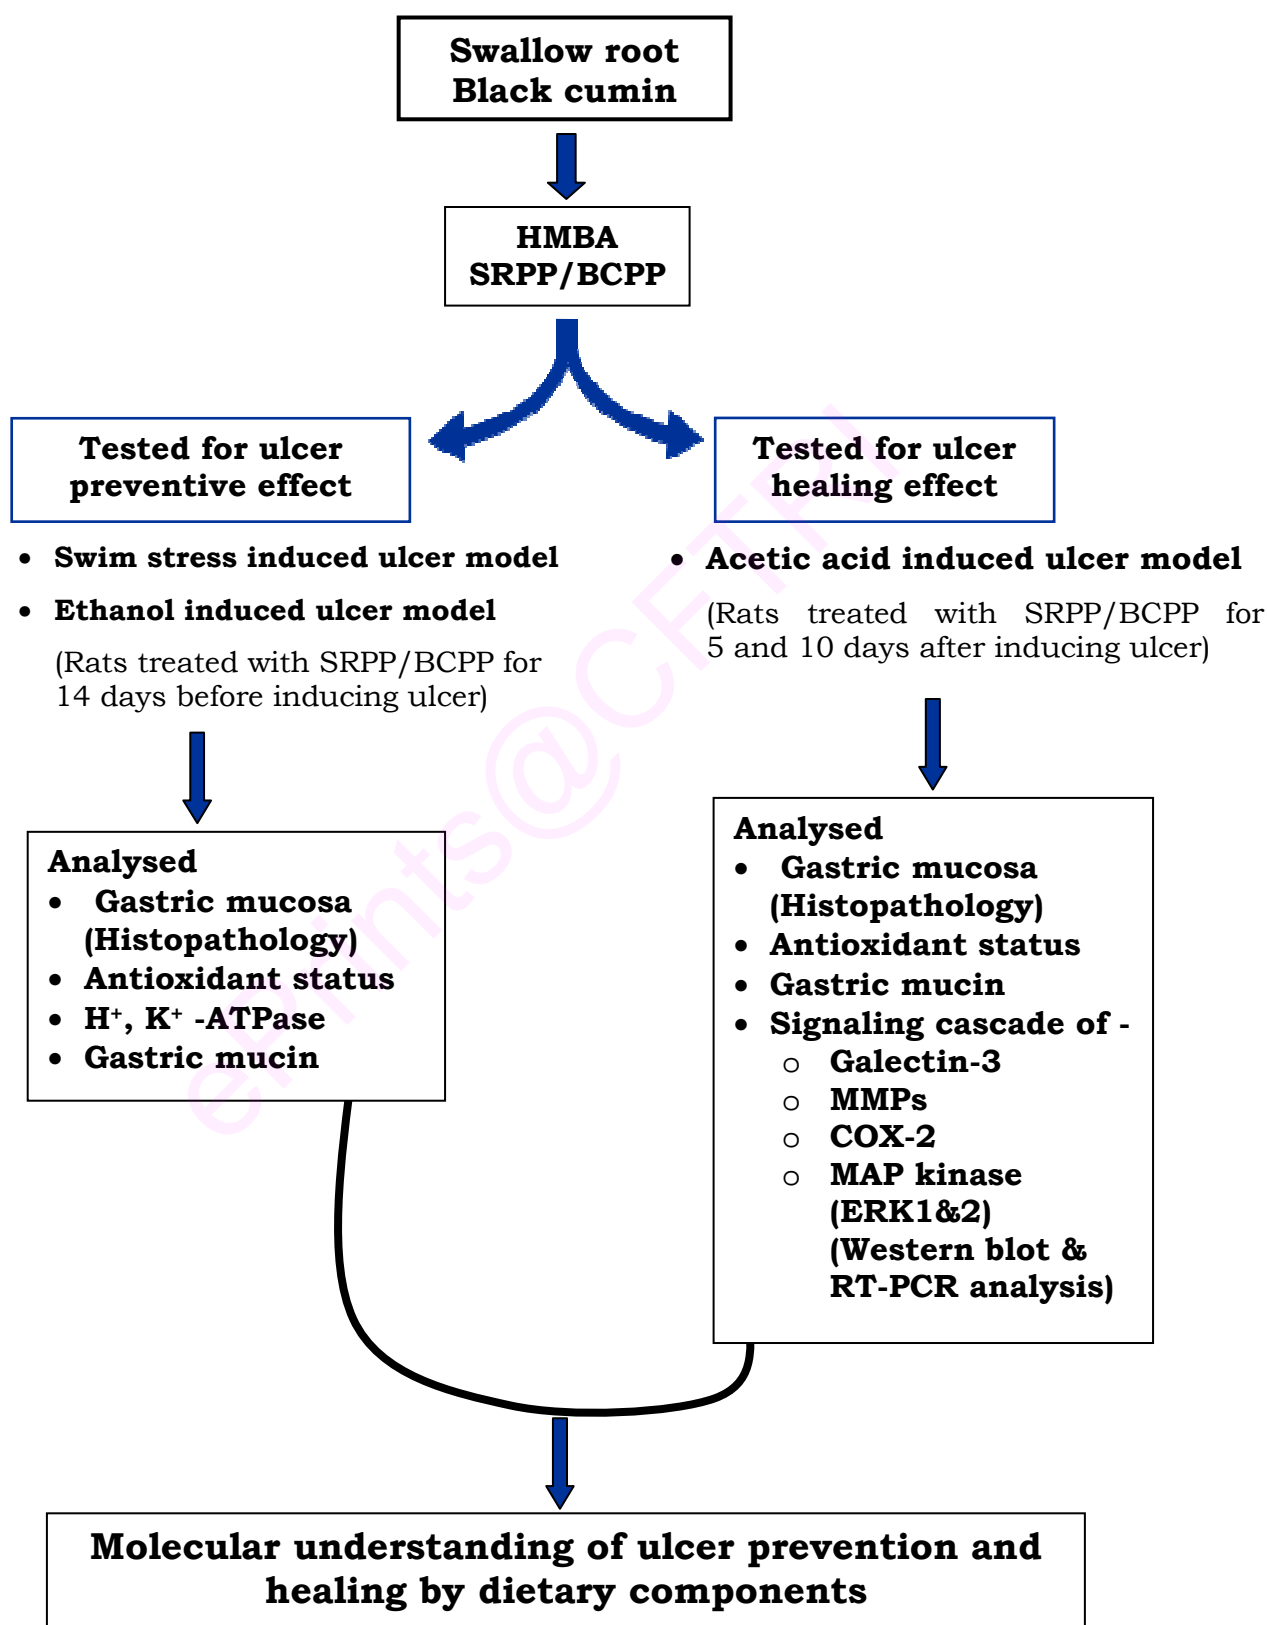 Swallow root
Black cumin
HMBA
SRPP/BCPP
Tested for ulcer
preventive effect
• Swim stress induced ulcer model
• Ethanol induced ulcer model
(Rats treated with SRPP/BCPP for
14 days before inducing ulcer)
Analysed
• Gastric mucosa
(Histopathology)
• Antioxidant status
• H⁺, K⁺ -ATPase
• Gastric mucin
Tested for ulcer
healing effect
• Acetic acid induced ulcer model
(Rats treated with SRPP/BCPP for
5 and 10 days after inducing ulcer)
Analysed
• Gastric mucosa
(Histopathology)
• Antioxidant status
• Gastric mucin
• Signaling cascade of -
o Galectin-3
o MMPs
o COX-2
o MAP kinase
(ERK1&2)
(Western blot &
RT-PCR analysis)
Molecular understanding of ulcer prevention and
healing by dietary components
ePrints@CFTRI